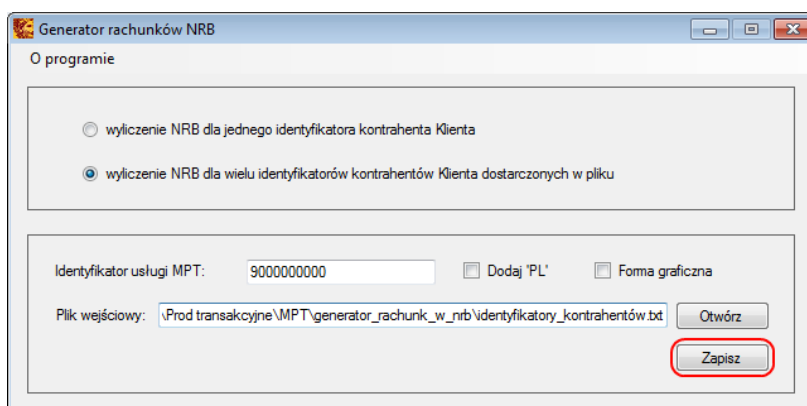 Generator rachunków NRB
O programie
wyliczenie NRB dla jednego identyfikatora kontrahenta Klienta
wyliczenie NRB dla wielu identyfikatorów kontrahentów Klienta dostarczonych w pliku
Identyfikator usługi MPT: 9000000000 Dodaj 'PL' Forma graficzna
Plik wejściowy: \Prod transakcyjne\MPT\generator_rachunk_w_nrb\identyfikatory_kontrahentów.txt Otwórz
Zapisz